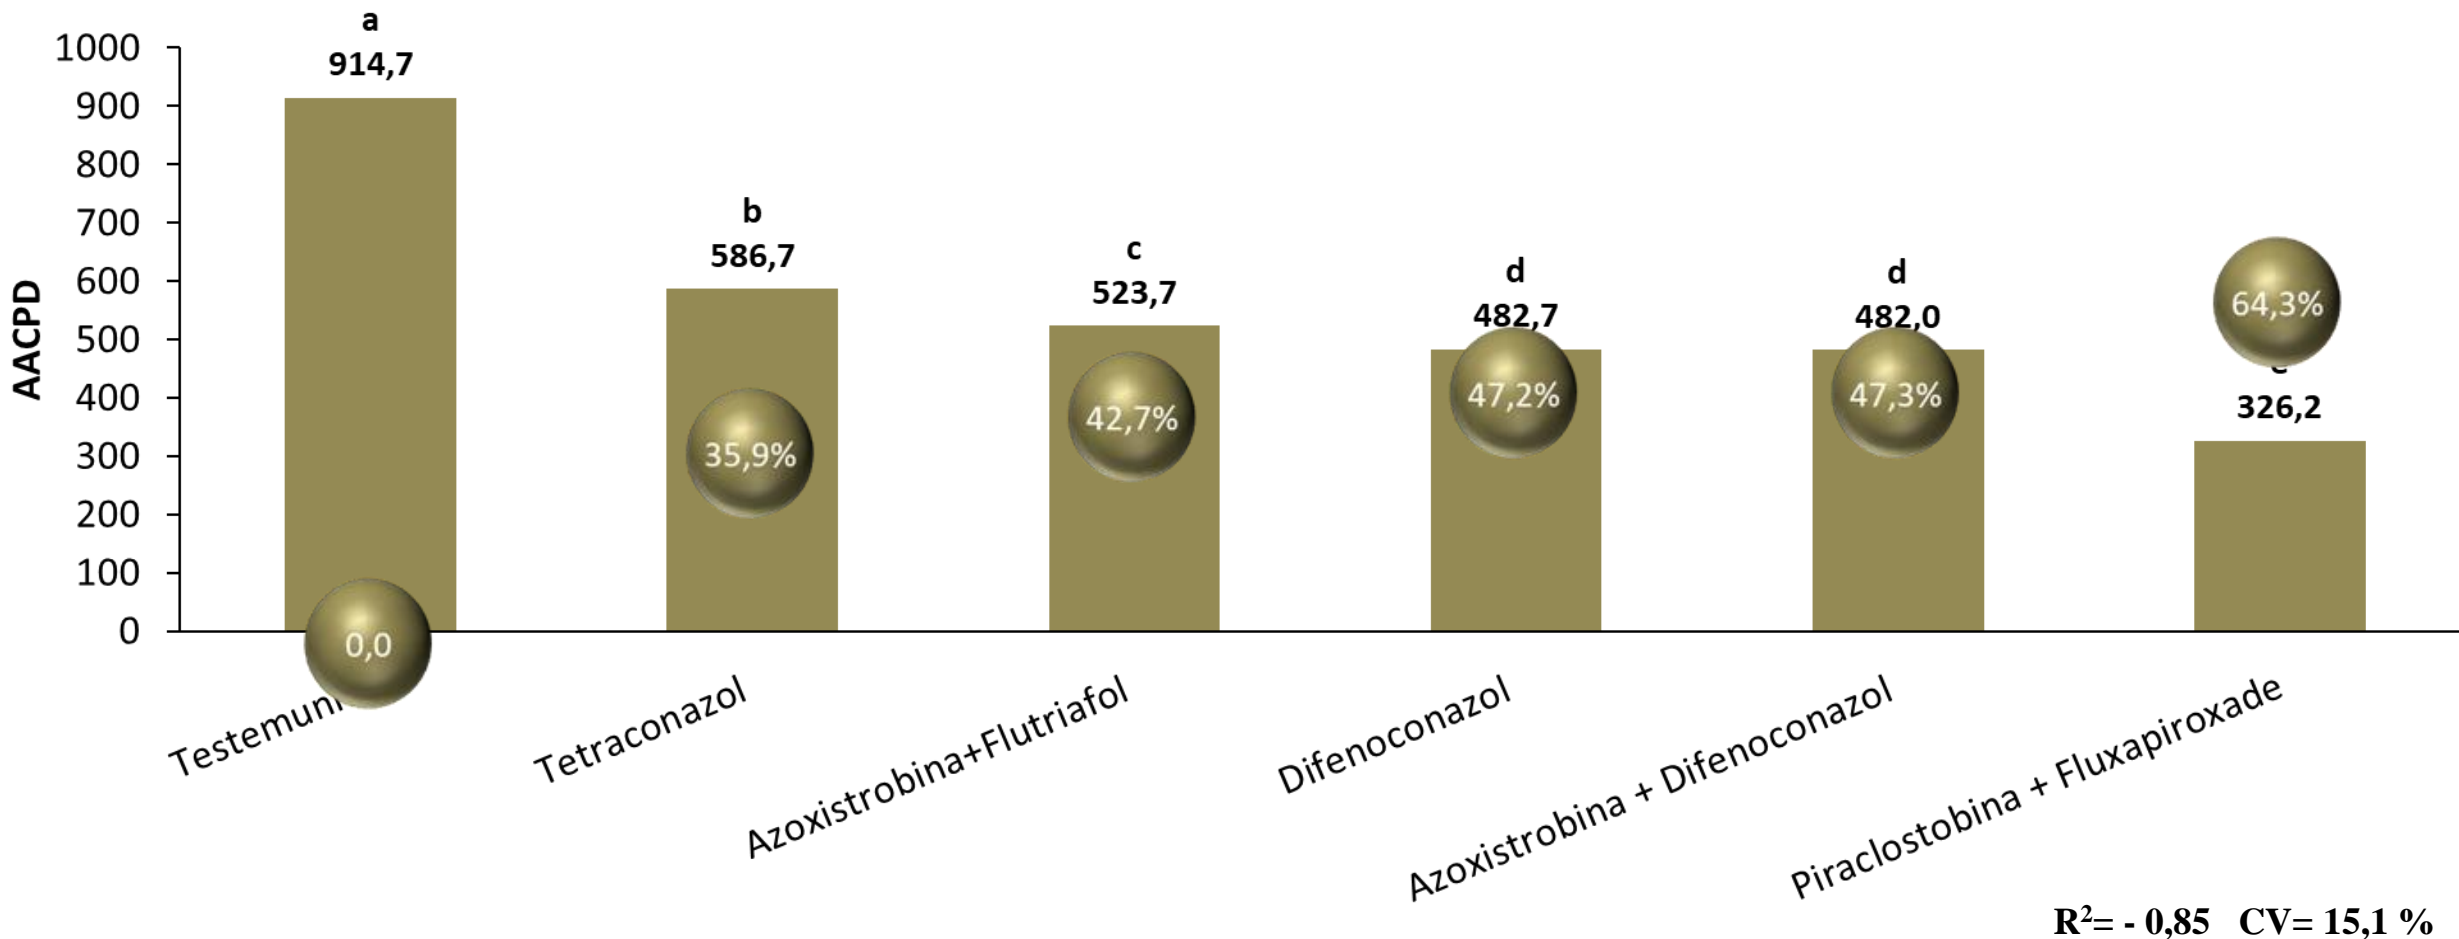 a
914,7
b
586,7
c
523,7
d
482,7
d
482,0
64,3%
326,2
47,2%
47,3%
42,7%
35,9%
0,0
AACPD
1000
900
800
700
600
500
400
300
200
100
0
Tetraconazol
Azoxistrobina+Flutriafol
Difenoconazol
Azoxistrobina + Difenoconazol
Piraclostobina + Fluxapiroxade
R²= - 0,85 CV= 15,1 %